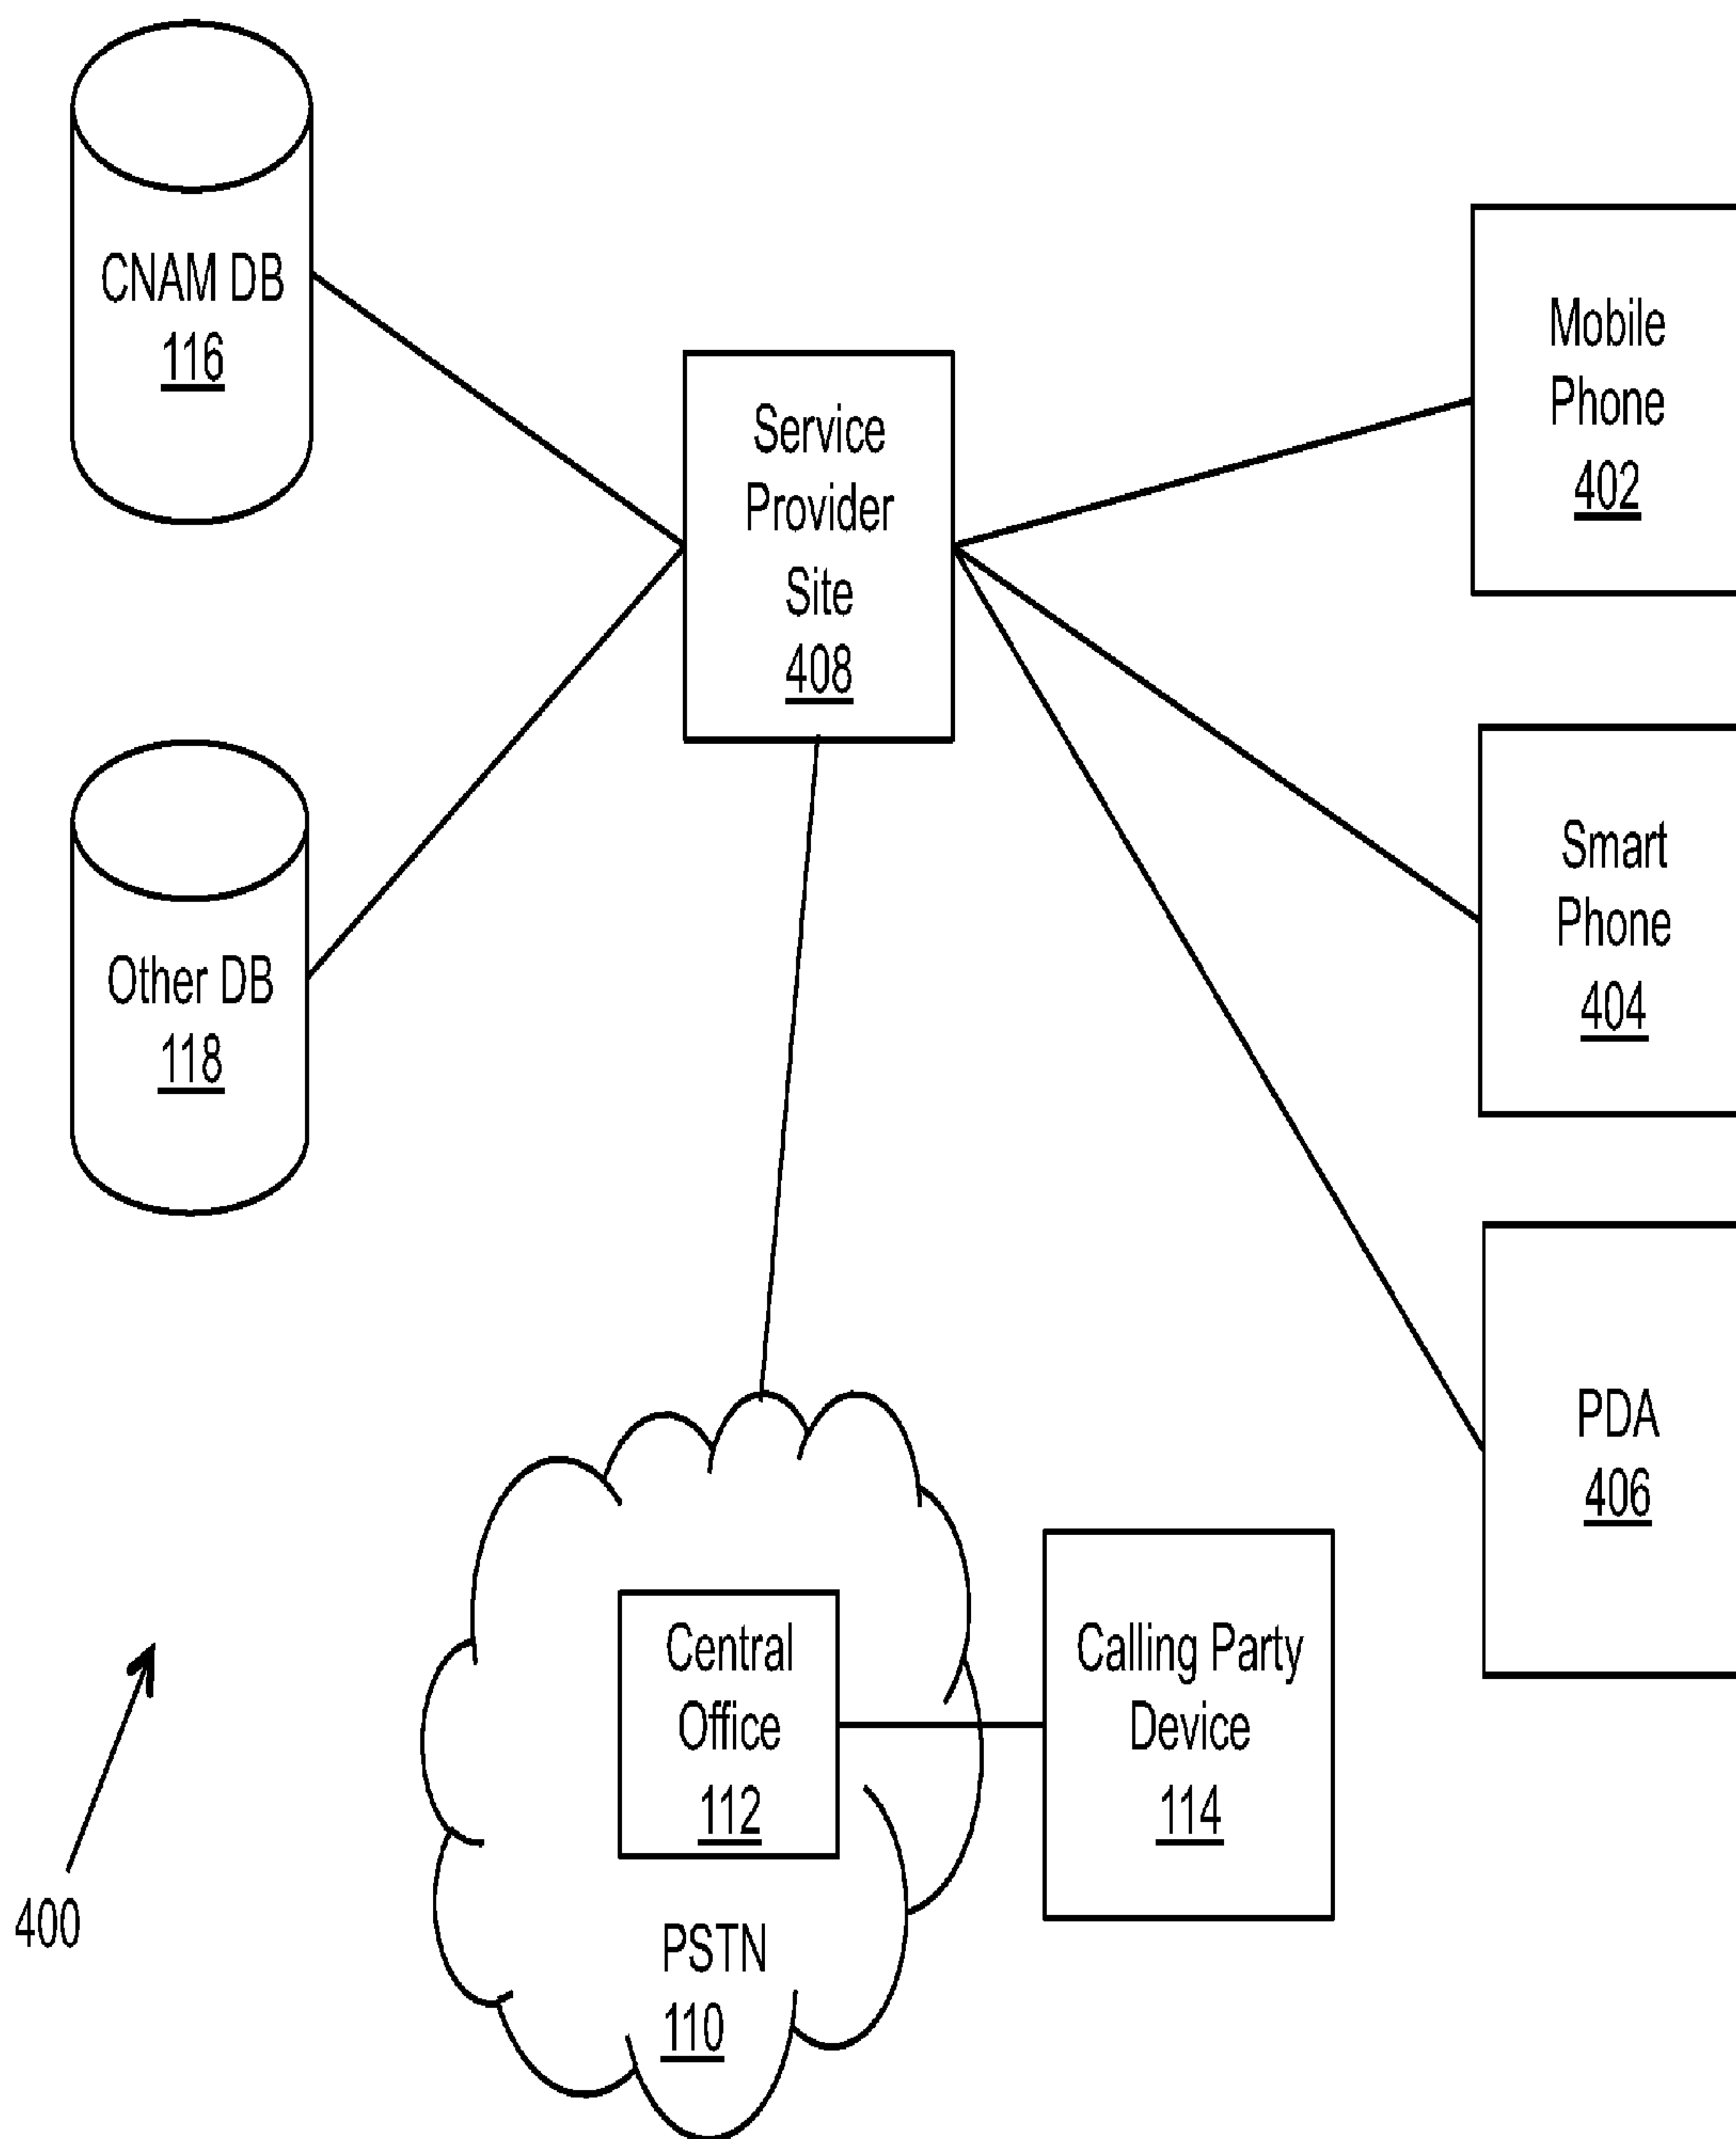 CNAM DB
116
Service
Provider
Site
408
Mobile
Phone
402
Smart
Phone
404
Other DB
118
PDA
406
Central
Office
112
Calling Party
Device
114
PSTN
110
400